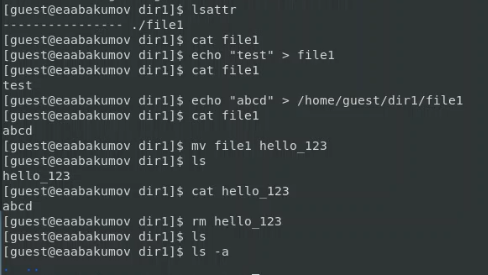 [guest@eaabakumov dir1]$ lsattr
---------------- ./file1
[guest@eaabakumov dir1]$ cat file1
[guest@eaabakumov dir1]$ echo "test" > file1
[guest@eaabakumov dir1]$ cat file1
test
[guest@eaabakumov dir1]$ echo "abcd" > /home/guest/dir1/file1
[guest@eaabakumov dir1]$ cat file1
abcd
[guest@eaabakumov dir1]$ mv file1 hello_123
[guest@eaabakumov dir1]$ ls
hello_123
[guest@eaabakumov dir1]$ cat hello_123
abcd
[guest@eaabakumov dir1]$ rm hello_123
[guest@eaabakumov dir1]$ ls
[guest@eaabakumov dir1]$ ls -a